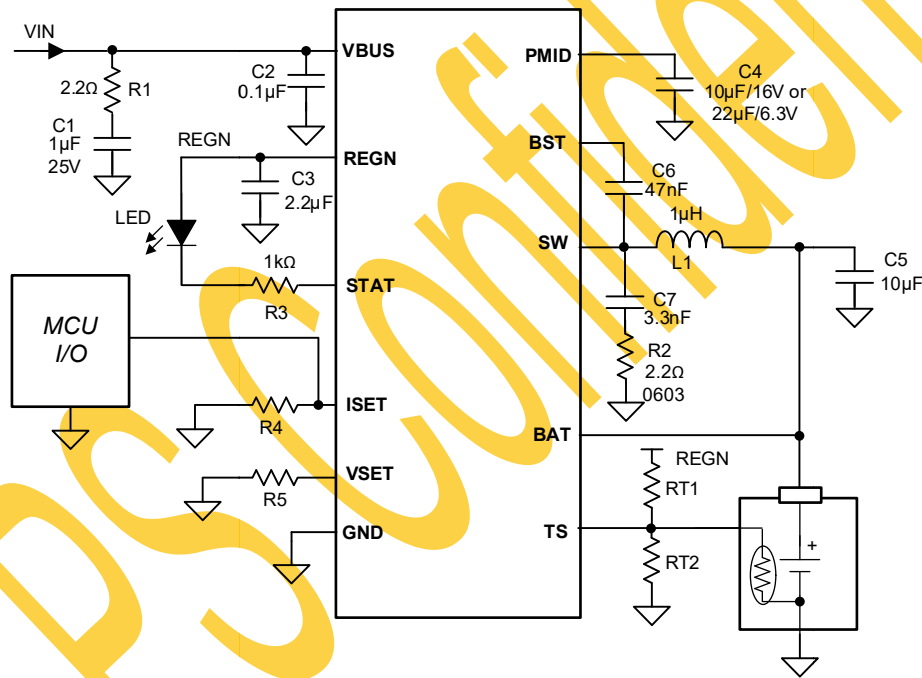 VIN
VBUS
2.2Ω
R1
C1
1µF
25V
C2
0.1µF
PMID
C4
10µF/16V or
22µF/6.3V
REGN
REGN
C3
2.2µF
LED
BST
C6
47nF
1µH
SW
L1
C5
10µF
1kΩ
R3
STAT
C7
3.3nF
R2
2.2Ω
0603
MCU
I/O
R4
ISET
BAT
VSET
R5
REGN
RT1
GND
TS
RT2
+
PS Confidenti